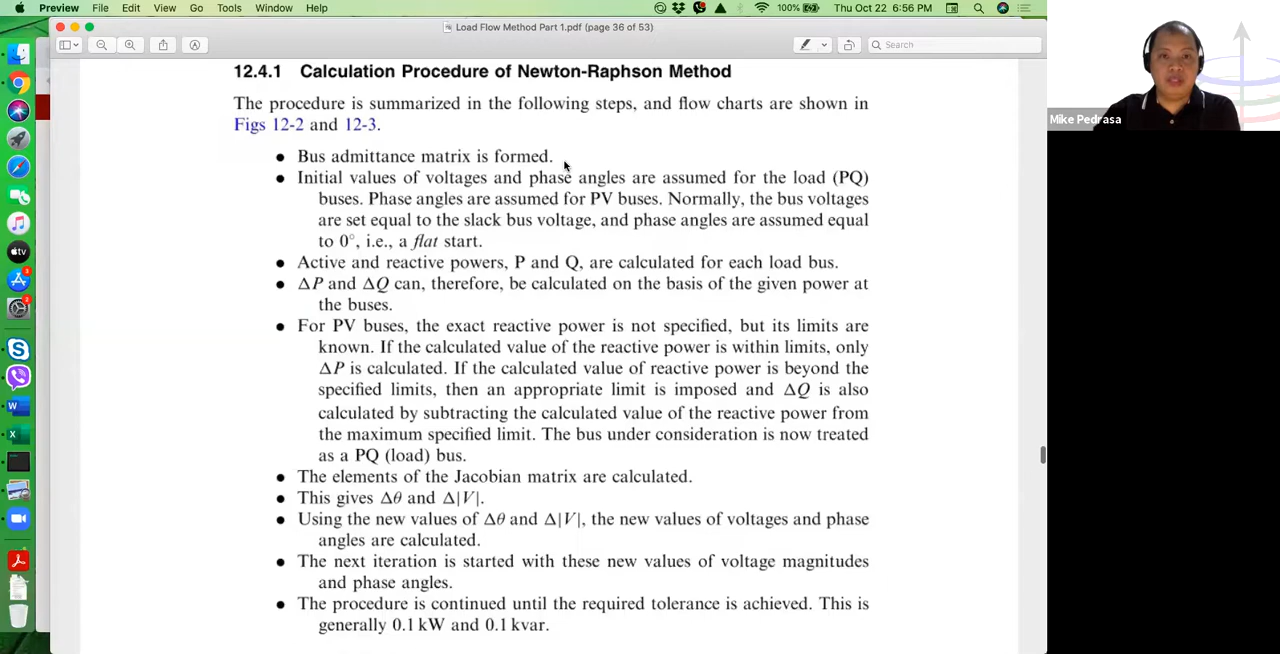 Preview File Edit View Go Tools Window Help 100% Thu Oct 22 6:56 PM
Load Flow Method Part 1.pdf (page 36 of 53)
Search
12.4.1 Calculation Procedure of Newton-Raphson Method
The procedure is summarized in the following steps, and flow charts are shown in
Figs 12-2 and 12-3.
● Bus admittance matrix is formed.
● Initial values of voltages and phase angles are assumed for the load (PQ)
buses. Phase angles are assumed for PV buses. Normally, the bus voltages
are set equal to the slack bus voltage, and phase angles are assumed equal
to 0°, i.e., a flat start.
● Active and reactive powers, P and Q, are calculated for each load bus.
● ΔP and ΔQ can, therefore, be calculated on the basis of the given power at
the buses.
● For PV buses, the exact reactive power is not specified, but its limits are
known. If the calculated value of the reactive power is within limits, only
ΔP is calculated. If the calculated value of reactive power is beyond the
specified limits, then an appropriate limit is imposed and ΔQ is also
calculated by subtracting the calculated value of the reactive power from
the maximum specified limit. The bus under consideration is now treated
as a PQ (load) bus.
● The elements of the Jacobian matrix are calculated.
● This gives Δθ and Δ|V|.
● Using the new values of Δθ and Δ|V|, the new values of voltages and phase
angles are calculated.
● The next iteration is started with these new values of voltage magnitudes
and phase angles.
● The procedure is continued until the required tolerance is achieved. This is
generally 0.1 kW and 0.1 kvar.
Mike Pedrasa
tv